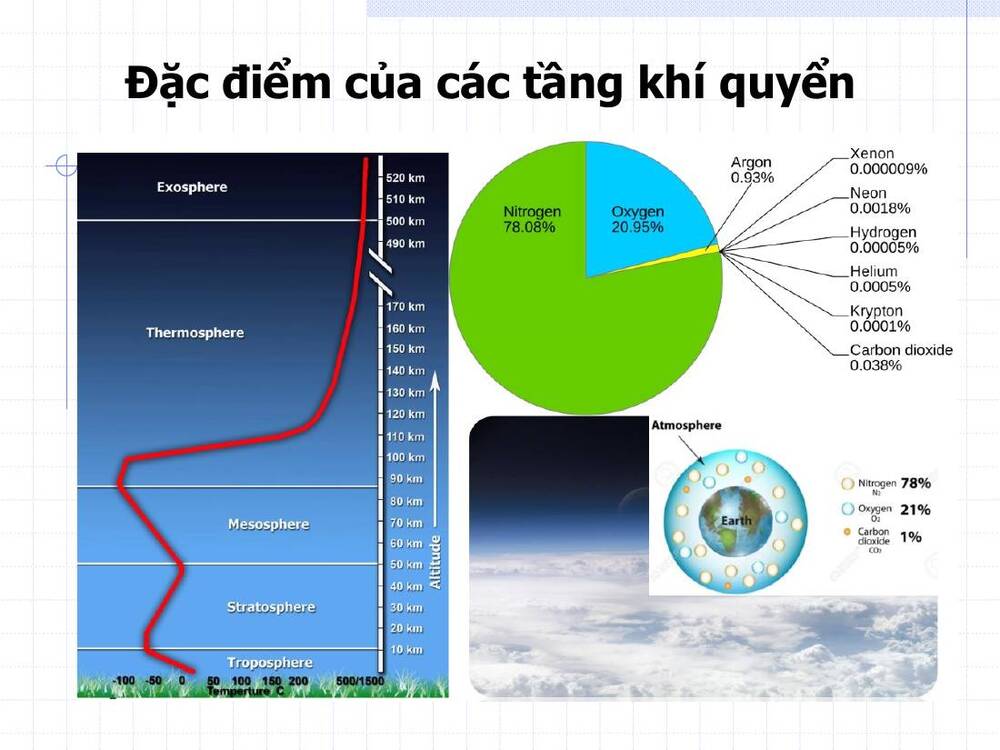 Đặc điểm của các tầng khí quyển
Exosphere
Thermosphere
Mesosphere
Stratosphere
Troposphere
520 km
510 km
500 km
490 km
170 km
160 km
150 km
140 km
130 km
120 km
110 km
100 km
90 km
80 km
70 km
60 km
50 km
40 km
30 km
20 km
10 km
Altitude
-100 -50 0 50 100 150 200 500/1500
Temperture C
Nitrogen
78.08%
Oxygen
20.95%
Argon
0.93%
Xenon
0.000009%
Neon
0.0018%
Hydrogen
0.00005%
Helium
0.0005%
Krypton
0.0001%
Carbon dioxide
0.038%
Atmosphere
Earth
Nitrogen 78%
N2
Oxygen 21%
O2
Carbon
dioxide 1%
CO2